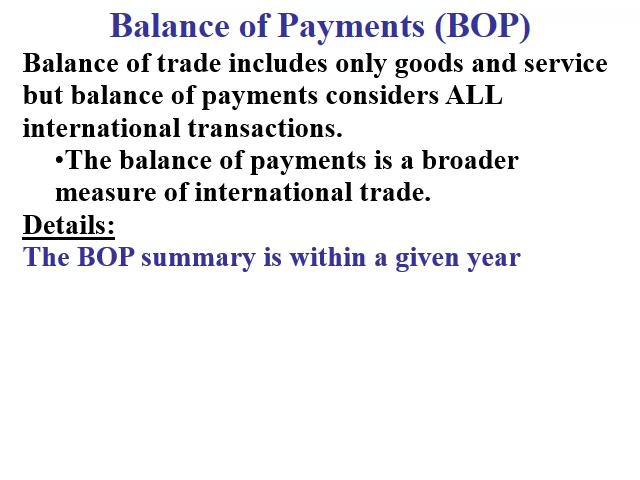 Balance of Payments (BOP)
Balance of trade includes only goods and service
but balance of payments considers ALL
international transactions.
•The balance of payments is a broader
measure of international trade.
Details:
The BOP summary is within a given year